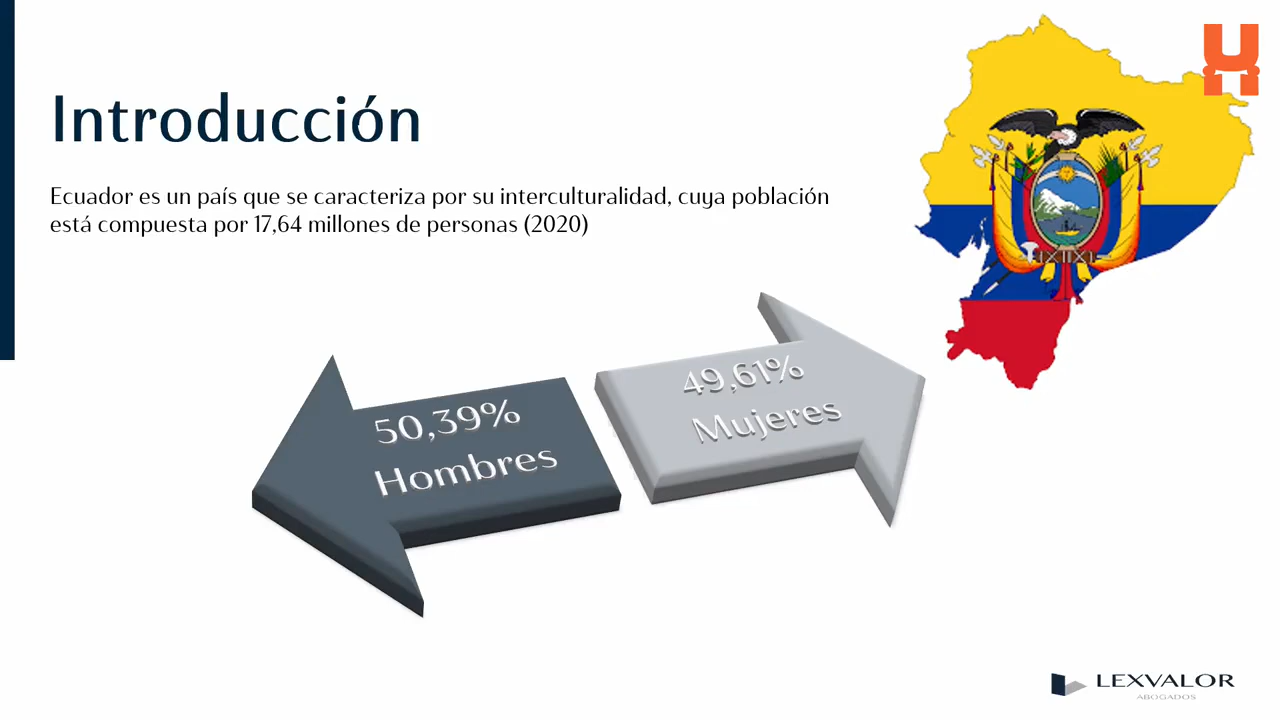 Introducción
Ecuador es un país que se caracteriza por su interculturalidad, cuya población
está compuesta por 17,64 millones de personas (2020)
50,39%
Hombres
49,61%
Mujeres
LEXVALOR
ABOGADOS